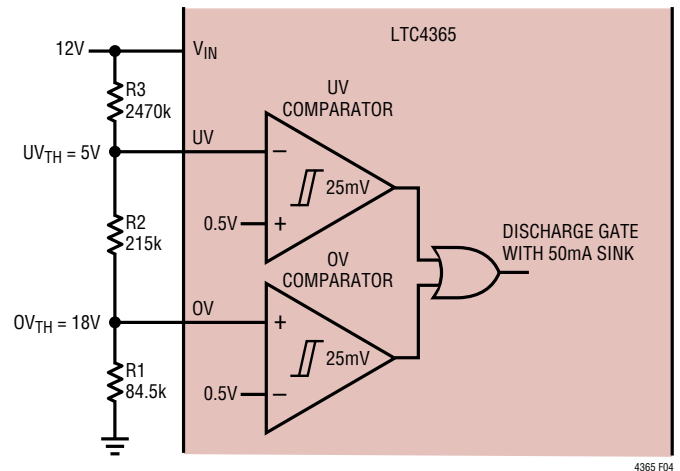 LTC4365
12V
VIN
R3
2470k
UV
COMPARATOR
UV
UVTH = 5V
−
25mV
0.5V
+
R2
215k
DISCHARGE GATE
WITH 50mA SINK
OV
COMPARATOR
OV
OVTH = 18V
+
25mV
R1
84.5k
0.5V
−
4365 F04